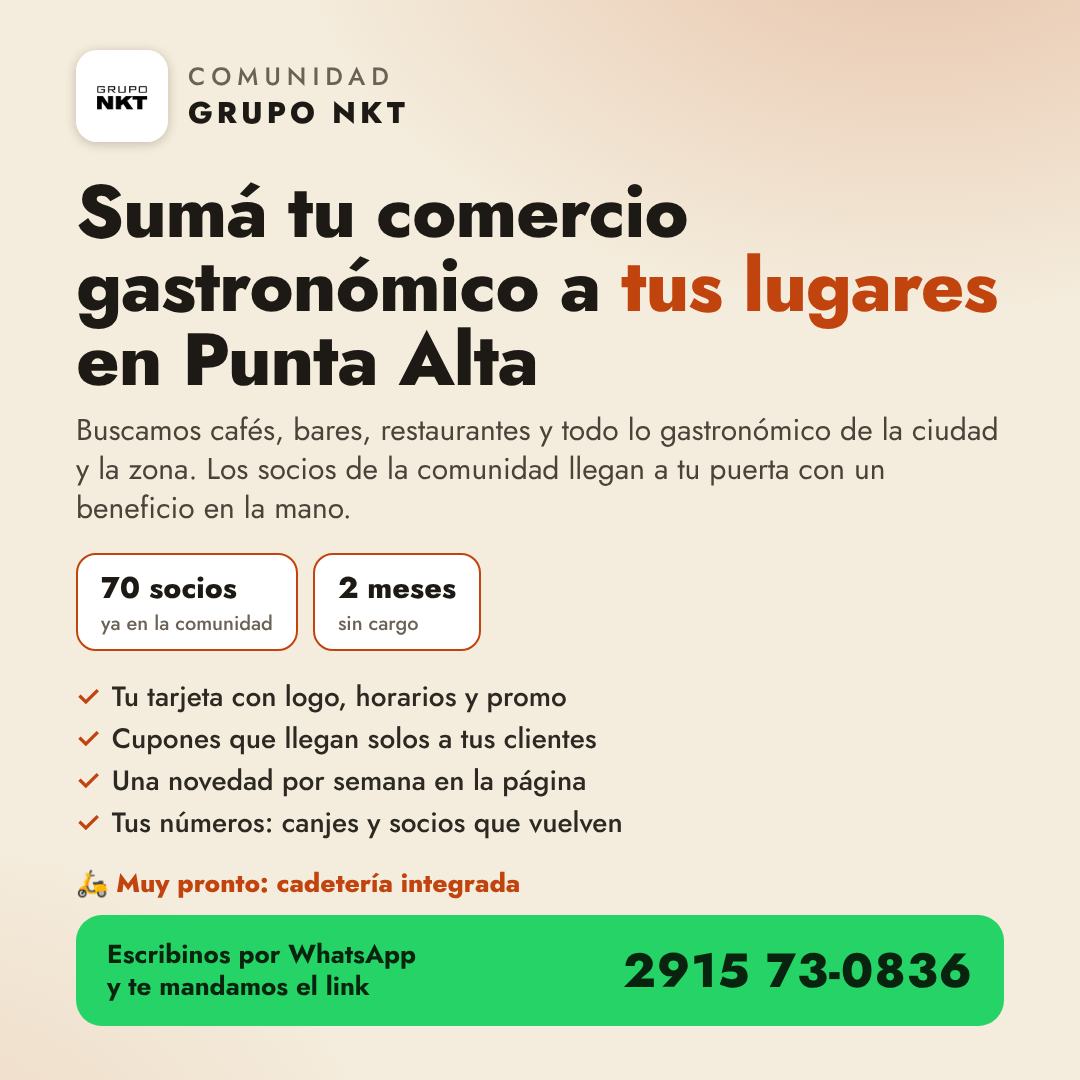 GRUPO
NKT
COMUNIDAD
GRUPO NKT
Sumá tu comercio
gastronómico a tus lugares
en Punta Alta
Buscamos cafés, bares, restaurantes y todo lo gastronómico de la ciudad
y la zona. Los socios de la comunidad llegan a tu puerta con un
beneficio en la mano.
70 socios
ya en la comunidad
2 meses
sin cargo
Tu tarjeta con logo, horarios y promo
Cupones que llegan solos a tus clientes
Una novedad por semana en la página
Tus números: canjes y socios que vuelven
Muy pronto: cadetería integrada
Escribinos por WhatsApp
y te mandamos el link
2915 73-0836